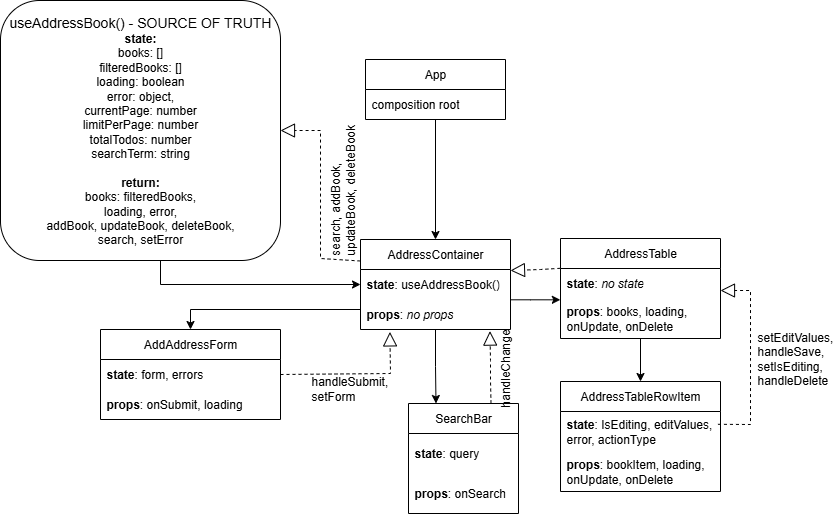 useAddressBook() - SOURCE OF TRUTH
state:
books: []
filteredBooks: []
loading: boolean
error: object,
currentPage: number
limitPerPage: number
totalTodos: number
searchTerm: string
return:
books: filteredBooks,
loading, error,
addBook, updateBook, deleteBook,
search, setError
App
composition root
search, addBook,
updateBook, deleteBook
AddressContainer
state: useAddressBook()
props: no props
AddressTable
state: no state
props: books, loading,
onUpdate, onDelete
AddAddressForm
state: form, errors
props: onSubmit, loading
handleSubmit,
setForm
handleChange
SearchBar
state: query
props: onSearch
setEditValues,
handleSave,
setIsEditing,
handleDelete
AddressTableRowItem
state: IsEditing, editValues,
error, actionType
props: bookItem, loading,
onUpdate, onDelete